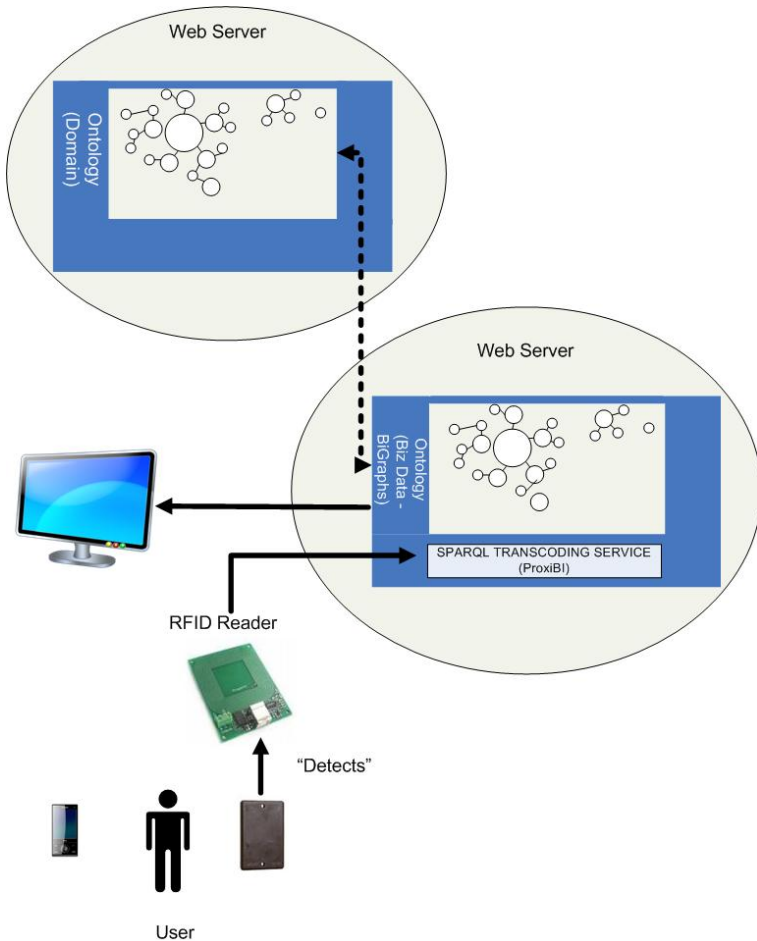 Web Server
Ontology
(Domain)
Web Server
Ontology
(Biz Data -
BiGraphs)
SPARQL TRANSCODING SERVICE
(ProxiBI)
RFID Reader
“Detects”
User